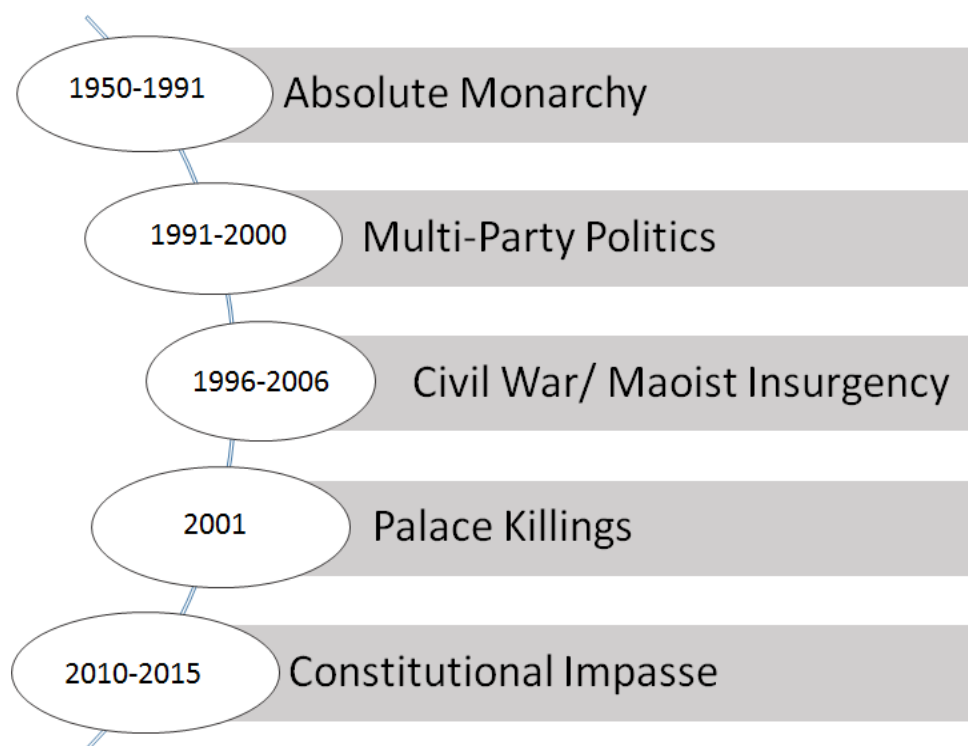 1950-1991
Absolute Monarchy
1991-2000
Multi-Party Politics
1996-2006
Civil War/ Maoist Insurgency
2001
Palace Killings
2010-2015
Constitutional Impasse